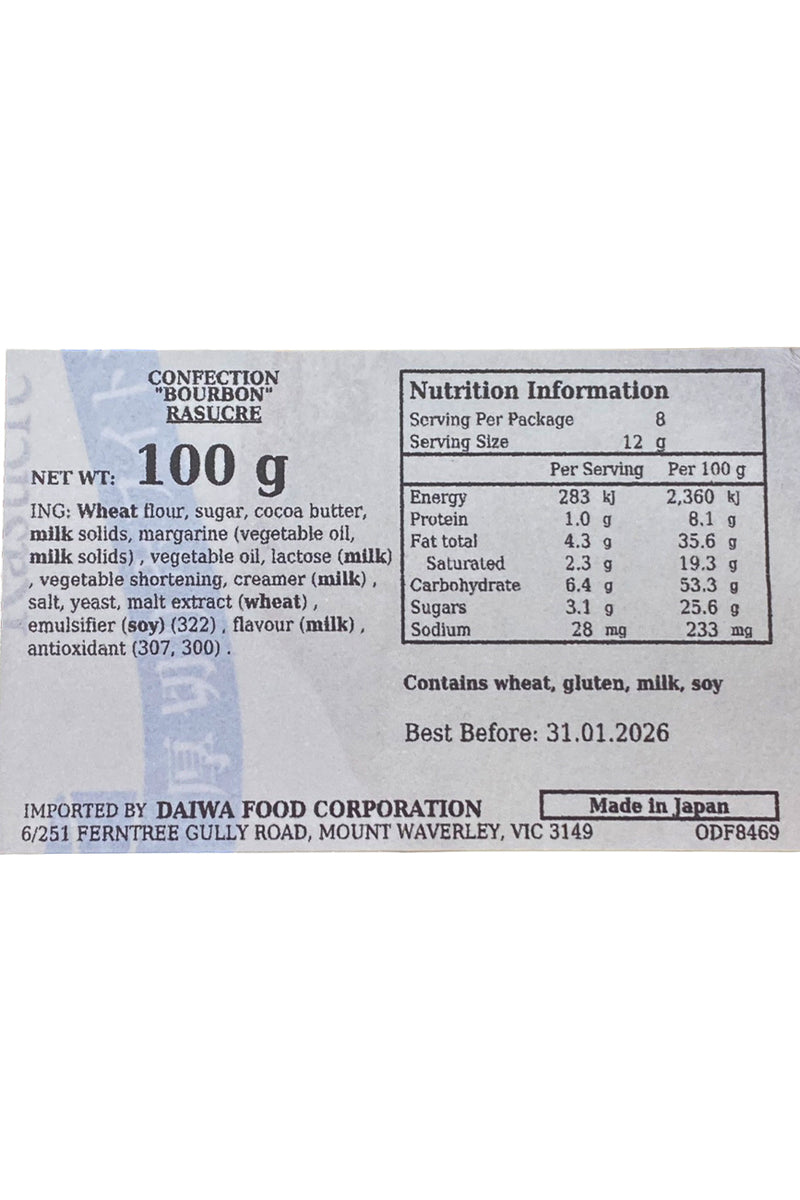 CONFECTION
"BOURBON"
RASUCRE
NET WT: 100 g
ING: Wheat flour, sugar, cocoa butter,
milk solids, margarine (vegetable oil,
milk solids) , vegetable oil, lactose (milk)
, vegetable shortening, creamer (milk) ,
salt, yeast, malt extract (wheat) ,
emulsifier (soy) (322) , flavour (milk) ,
antioxidant (307, 300) .
Nutrition Information
Serving Per Package 8
Serving Size 12 g
Per Serving Per 100 g
Energy 283 kj 2,360 kj
Protein 1.0 g 8.1 g
Fat total 4.3 g 35.6 g
Saturated 2.3 g 19.3 g
Carbohydrate 6.4 g 53.3 g
Sugars 3.1 g 25.6 g
Sodium 28 mg 233 mg
Contains wheat, gluten, milk, soy
Best Before: 31.01.2026
IMPORTED BY DAIWA FOOD CORPORATION
Made in Japan
6/251 FERNTREE GULLY ROAD, MOUNT WAVERLEY, VIC 3149
ODF8469